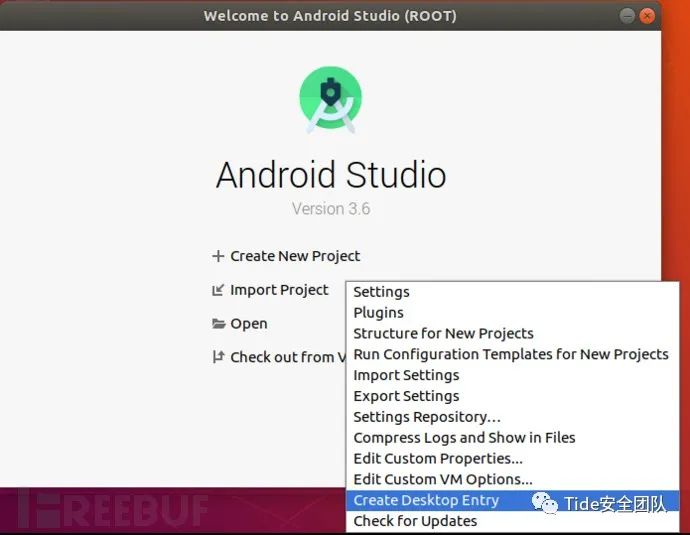 Welcome to Android Studio (ROOT)
Android Studio
Version 3.6
Create New Project
Import Project
Open
Check out from V
Settings
Plugins
Structure for New Projects
Run Configuration Templates for New Projects
Import Settings
Export Settings
Settings Repository...
Compress Logs and Show in Files
Edit Custom Properties...
Edit Custom VM Options...
Create Desktop Entry
Check for Updates
Tide安全团队
FREEBUF